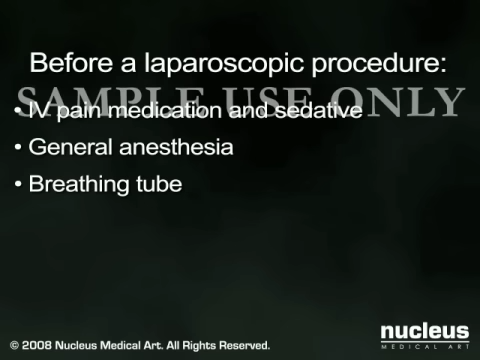 Before a laparoscopic procedure:
SAMPLE USE ONLY
• IV pain medication and sedative
• General anesthesia
• Breathing tube
nucleus
MEDICAL ART
© 2008 Nucleus Medical Art. All Rights Reserved.